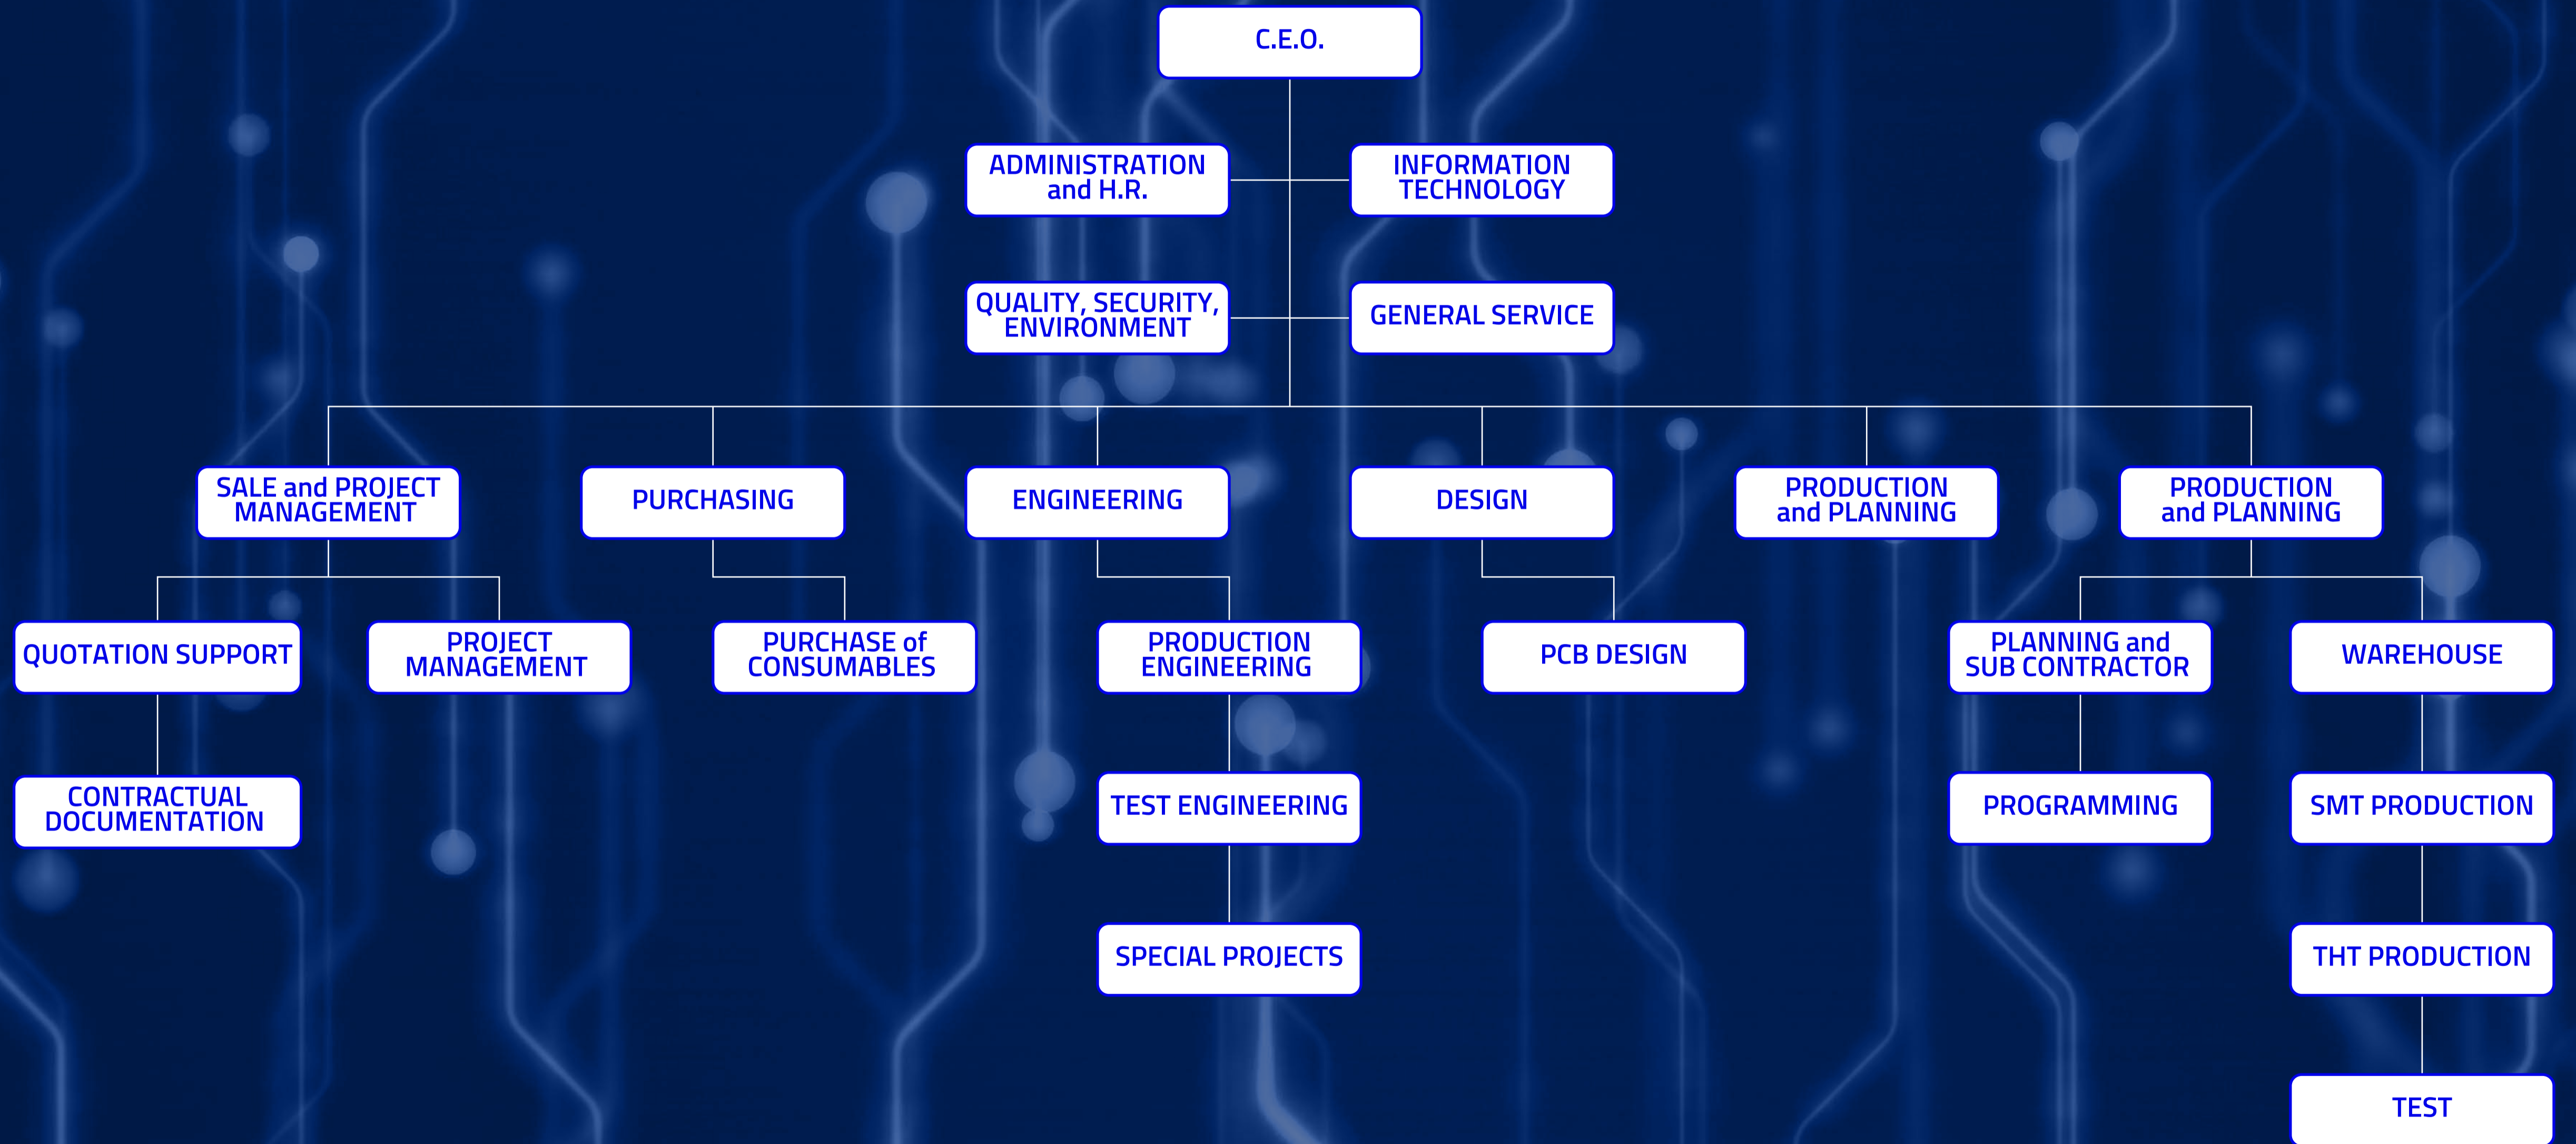 C.E.O.
ADMINISTRATION
and H.R.
INFORMATION
TECHNOLOGY
QUALITY, SECURITY,
ENVIRONMENT
GENERAL SERVICE
SALE and PROJECT
MANAGEMENT
PURCHASING
ENGINEERING
DESIGN
PRODUCTION
and PLANNING
PRODUCTION
and PLANNING
QUOTATION SUPPORT
PROJECT
MANAGEMENT
PURCHASE of
CONSUMABLES
PRODUCTION
ENGINEERING
PCB DESIGN
PLANNING and
SUB CONTRACTOR
WAREHOUSE
CONTRACTUAL
DOCUMENTATION
TEST ENGINEERING
PROGRAMMING
SMT PRODUCTION
SPECIAL PROJECTS
THT PRODUCTION
TEST